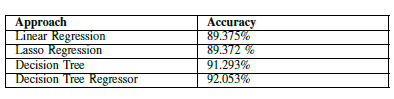 Approach Accuracy
Linear Regression 89.375%
Lasso Regression 89.372 %
Decision Tree 91.293%
Decision Tree Regressor 92.053%